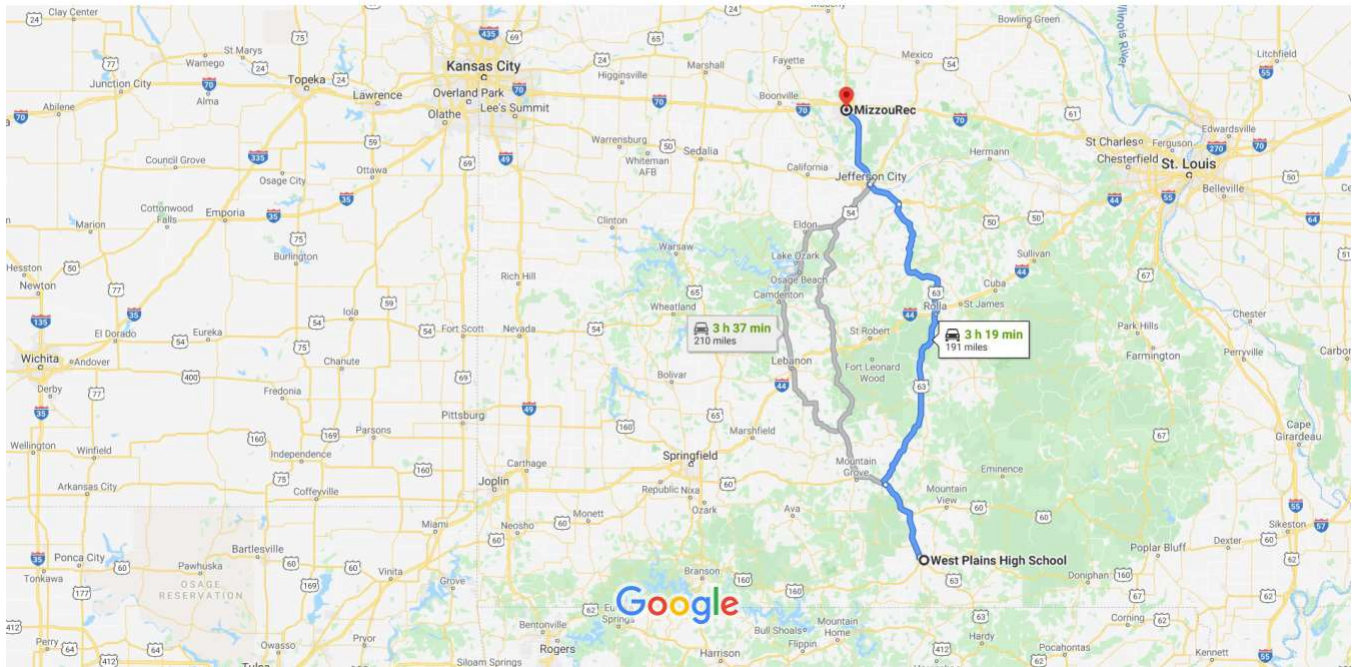 Clay Center
Bowling Green
Illinois River
St Marys
Wamego
Kansas City
Higginsville
Marshall
Fayette
Mexico
Litchfield
Junction City
Topeka
Lawrence
Overland Park
Boonville
MizzouRec
Abilene
Alma
Olathe
Lee's Summit
Edwardsville
Warrensburg
Whiteman
AFB
Sedalia
St Charles
Ferguson
Chesterfield
St. Louis
Council Grove
Osage City
Ottawa
California
Hermann
Jefferson City
Belleville
Marion
Cottonwood
Falls
Emporia
Clinton
Eldon
Warsaw
Burlington
Lake Ozark
Osage Beach
Sullivan
Hesston
Newton
Rich Hill
Camdenton
Cuba
St James
Rolla
Wheatland
Iola
El Dorado
Eureka
Fort Scott
Nevada
3 h 37 min
210 miles
St Robert
3 h 19 min
191 miles
Chester
Park Hills
Wichita
Andover
Chanute
Lebanon
Fort Leonard
Wood
Farmington
Perryville
Derby
Fredonia
Bolivar
Pittsburg
Wellington
Winfield
Parsons
Marshfield
Cape
Girardeau
Independence
Springfield
Mountain
Grove
Eminence
Arkansas City
Coffeyville
Carthage
Joplin
Republic
Nixa
Ozark
Mountain
View
Ava
Monett
Miami
Neosho
Sikeston
Ponca City
Bartlesville
West Plains High School
Poplar Bluff
Dexter
Tonkawa
Pawhuska
Vinita
OSAGE
RESERVATION
Grove
Branson
Doniphan
Google
Bentonville
Springs
Bull Shoals
Mountain
Home
Corning
Perry
Owasso
Pryor
Rogers
Flippin
Hardy
Siloam Springs
Harrison
Pocahontas
Kennett